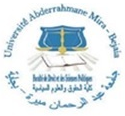 Université Abderrahmane Mira - Bejaia
Faculté de Droit et des Sciences Politiques
كلية الحقوق والعلوم السياسية
جامعة عبد الرحمان ميرة - بجاية